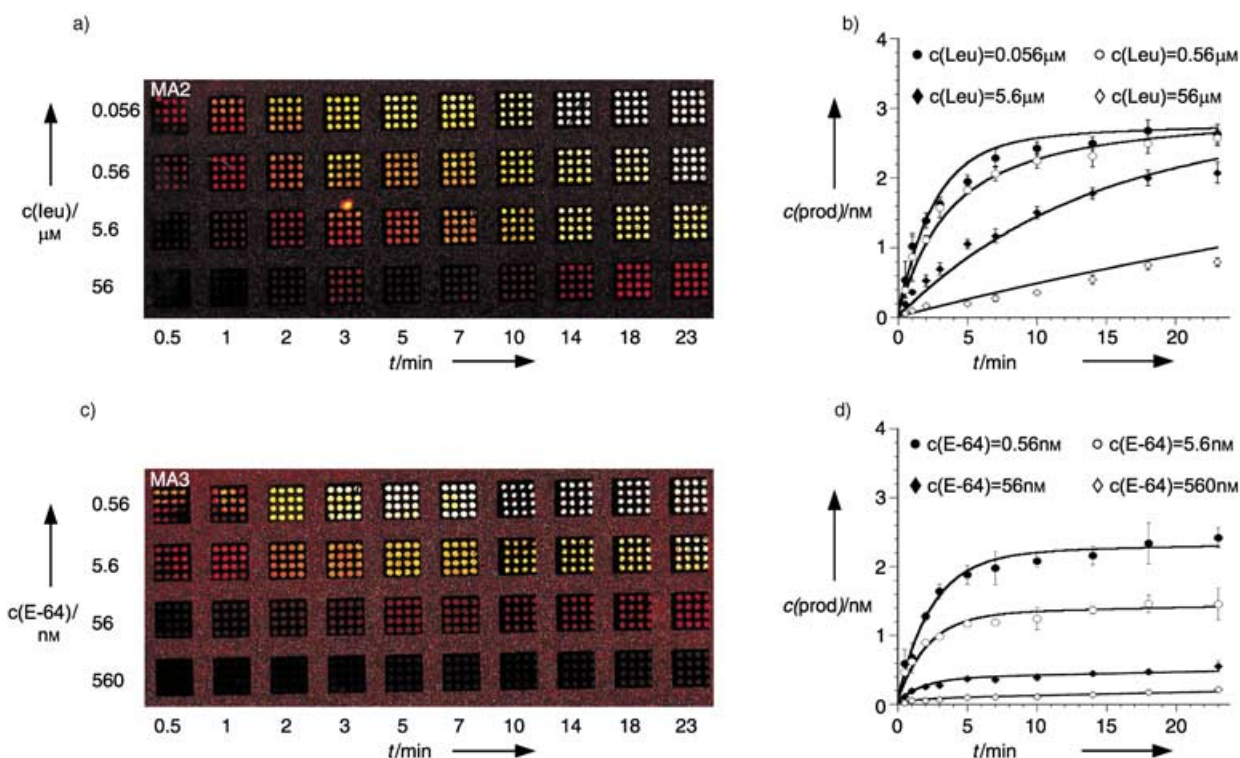 a)
MA2
0.056
0.56
c(leu)/
μM
5.6
56
0.5 1 2 3 5 7 10 14 18 23
t/min
b)
4
c(Leu)=0.056μM c(Leu)=0.56μM
c(Leu)=5.6μM c(Leu)=56μM
3
2
c(prod)/nM
1
0
0 5 10 15 20
t/min
c)
MA3
0.56
5.6
c(E-64)/
nM
56
560
0.5 1 2 3 5 7 10 14 18 23
t/min
d)
4
c(E-64)=0.56nM c(E-64)=5.6nM
c(E-64)=56nM c(E-64)=560nM
3
2
c(prod)/nM
1
0
0 5 10 15 20
t/min